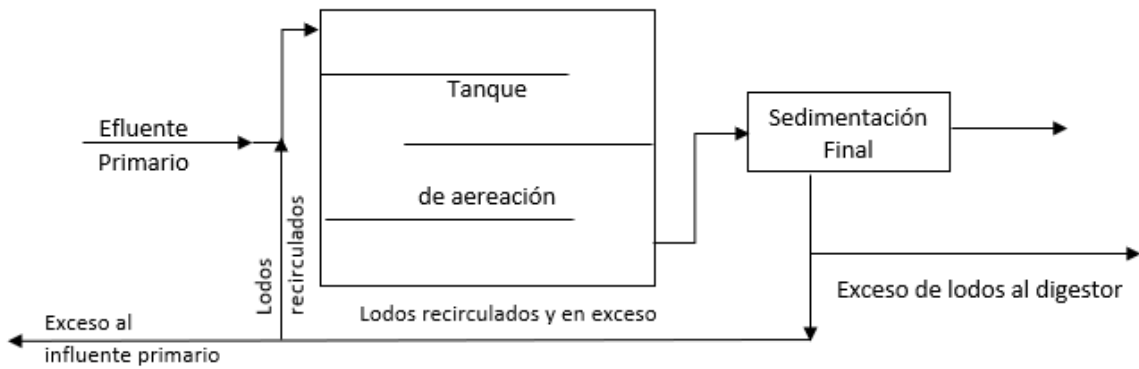 Efluente
Primario
Tanque
de aereación
Sedimentación
Final
Lodos
recirculados
Exceso de lodos al digestor
Lodos recirculados y en exceso
Exceso al
influente primario